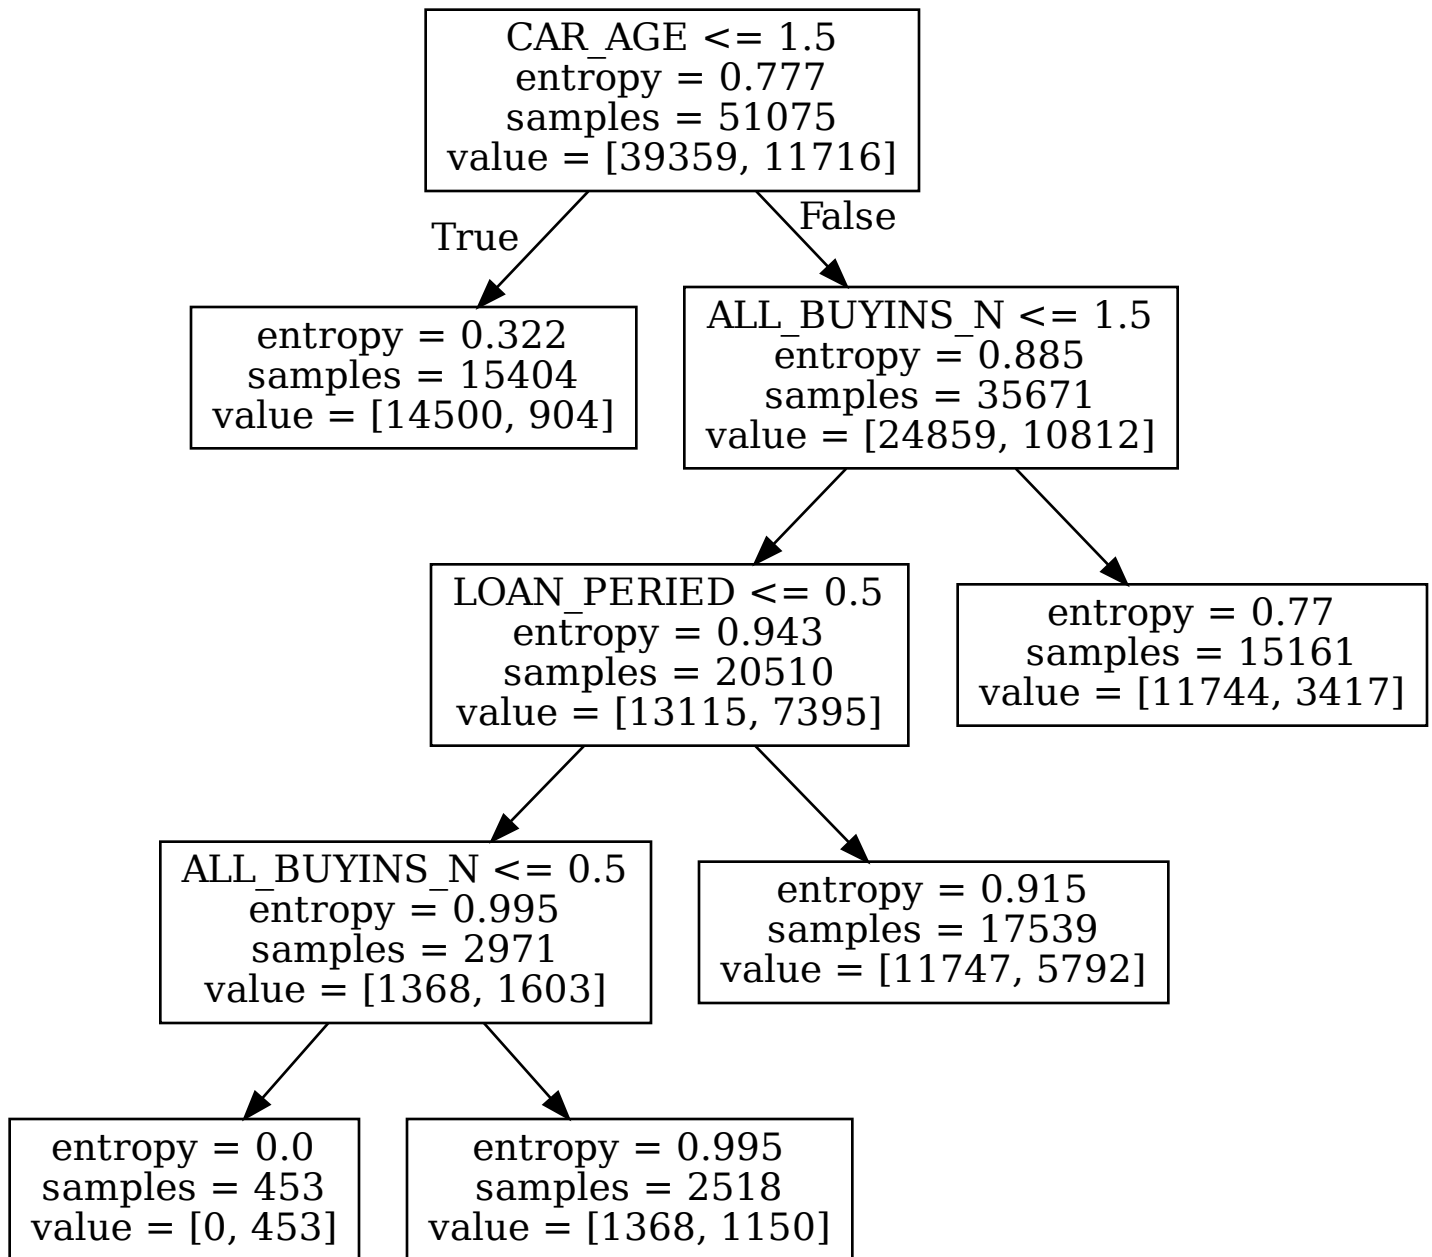 CAR_AGE <= 1.5
entropy = 0.777
samples = 51075
value = [39359, 11716]
True
False
entropy = 0.322
samples = 15404
value = [14500, 904]
ALL_BUYINS_N <= 1.5
entropy = 0.885
samples = 35671
value = [24859, 10812]
LOAN_PERIED <= 0.5
entropy = 0.943
samples = 20510
value = [13115, 7395]
entropy = 0.77
samples = 15161
value = [11744, 3417]
ALL_BUYINS_N <= 0.5
entropy = 0.995
samples = 2971
value = [1368, 1603]
entropy = 0.915
samples = 17539
value = [11747, 5792]
entropy = 0.0
samples = 453
value = [0, 453]
entropy = 0.995
samples = 2518
value = [1368, 1150]